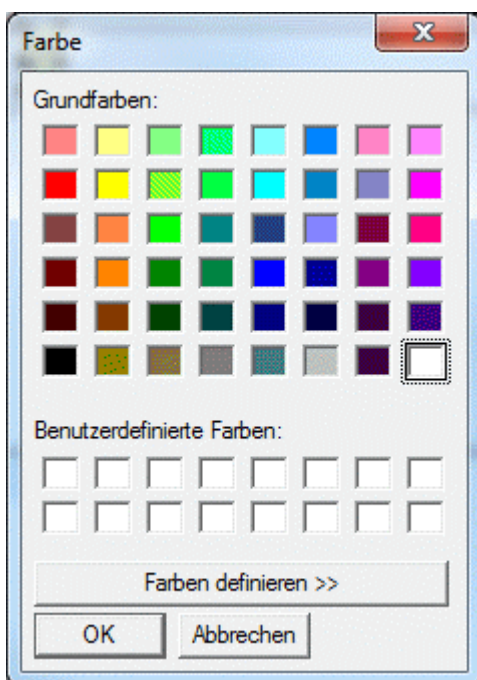 Farbe
Grundfarben:
Benutzerdefinierte Farben:
Farben definieren >>
OK Abbrechen